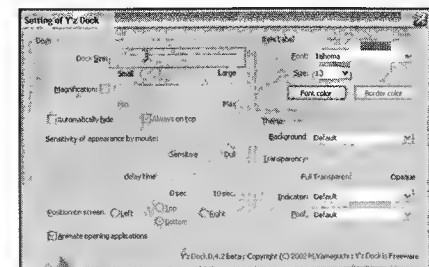 Setting of Y'z Dock
Dock
Dock Size:
Small Large
Magnification:
Min Max
Automatically hide Always on top
Sensitivity of appearance by mouse:
Sensitive Dull
delay time
0 sec 10 sec.
Position on screen: Left Top Bottom Right
Animate opening applications
Label
Font: Tahoma
Size: 13
Font color Border color
Theme
Background: Default
Transparency:
Full Transparent Opaque
Indicator: Default
Poof: Default
Y'z Dock.0.4.2 beta: Copyright (C) 2002 M.Yamaguchi : Y'z Dock is Freeware